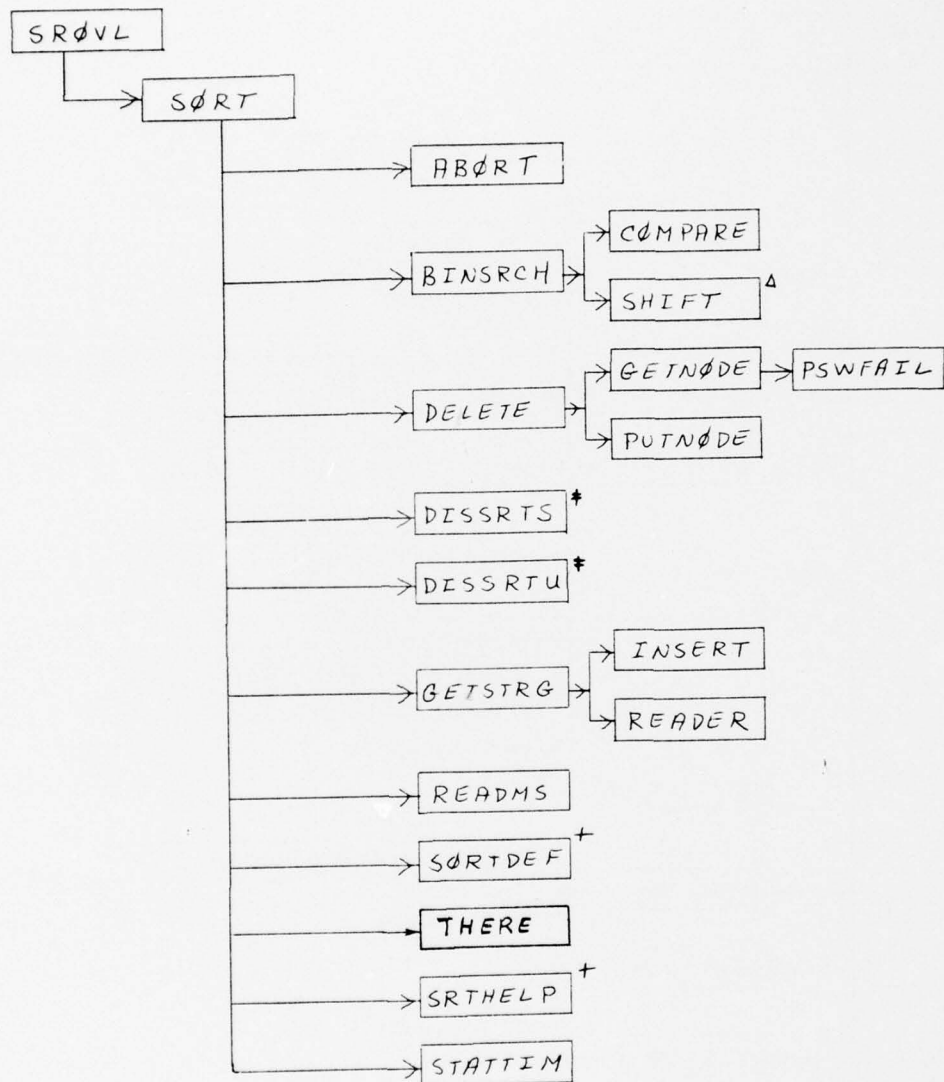 SRØVL
SØRT
ABØRT
CØMPARE
BINSRCH
SHIFT Δ
GETNØDE
PSWFAIL
DELETE
PUTNØDE
DISSRTS ‡
DISSRTU ‡
INSERT
GETSTRG
READER
READMS
SØRTDEF +
THERE
SRTHELP +
STATTIM